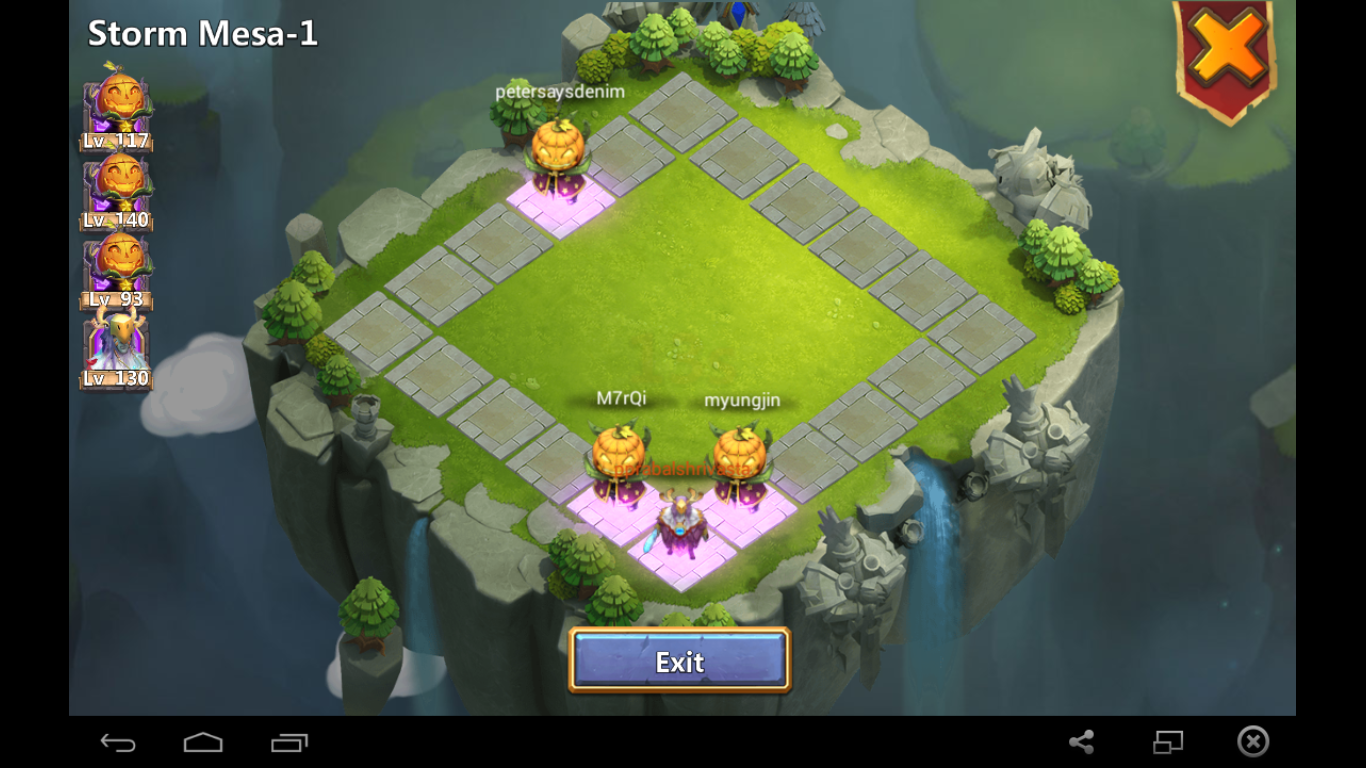 Storm Mesa-1
petersaysdenim
Lv 117
Lv 140
Lv 93
Lv 130
M7rQi
myungjin
Exit